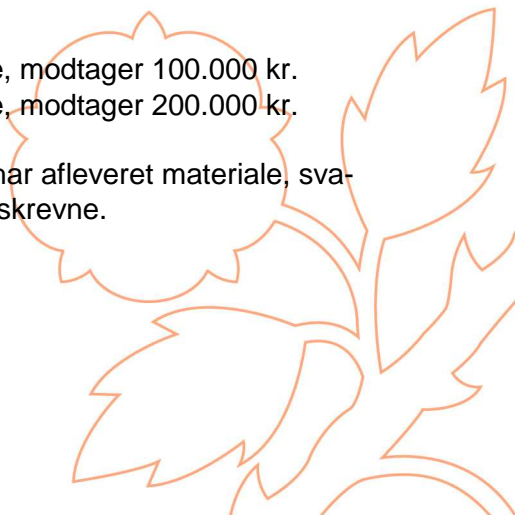 e, modtager 100.000 kr.
e, modtager 200.000 kr.
har afleveret materiale, sva-
skrevne.